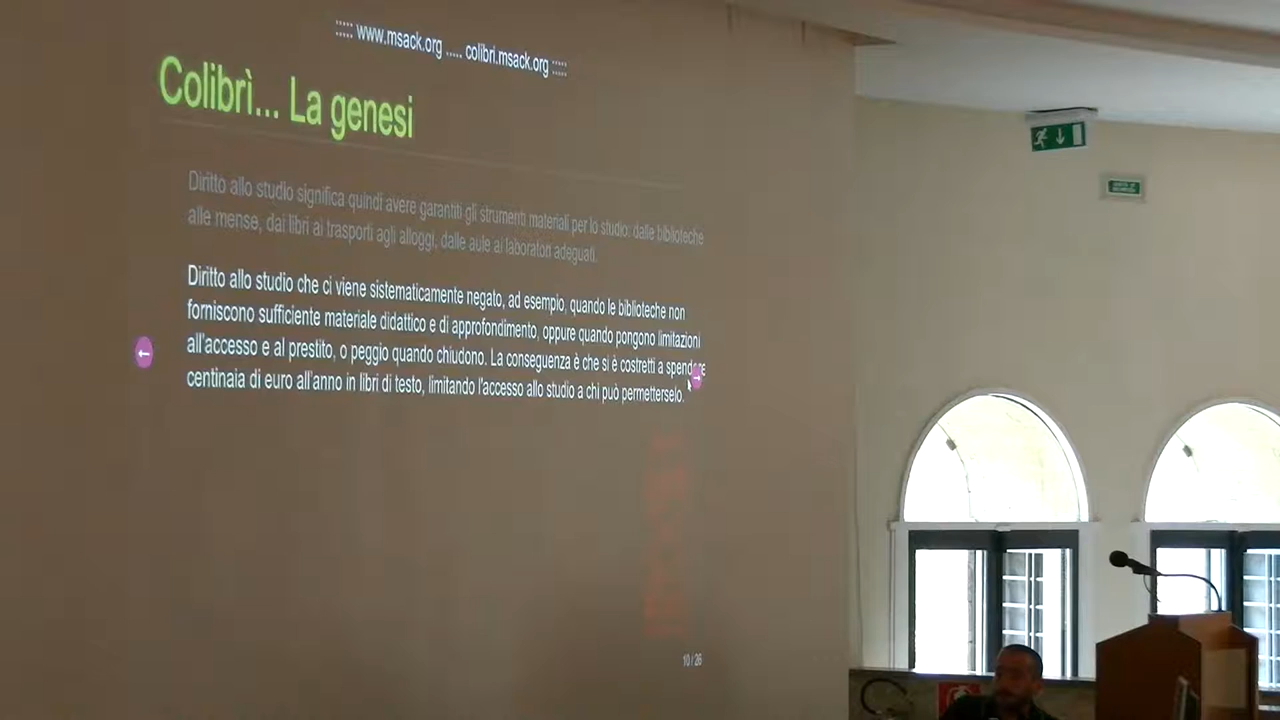 ::::: www.msack.org ..... colibri.msack.org :::::
Colibrì... La genesi
Diritto allo studio significa quindi avere garantiti gli strumenti materiali per lo studio: dalle biblioteche
alle mense, dai libri ai trasporti agli alloggi, dalle aule ai laboratori adeguati.
Diritto allo studio che ci viene sistematicamente negato, ad esempio, quando le biblioteche non
forniscono sufficiente materiale didattico e di approfondimento, oppure quando pongono limitazioni
all'accesso e al prestito, o peggio quando chiudono. La conseguenza è che si è costretti a spendere
centinaia di euro all'anno in libri di testo, limitando l'accesso allo studio a chi può permetterselo.
10 / 26